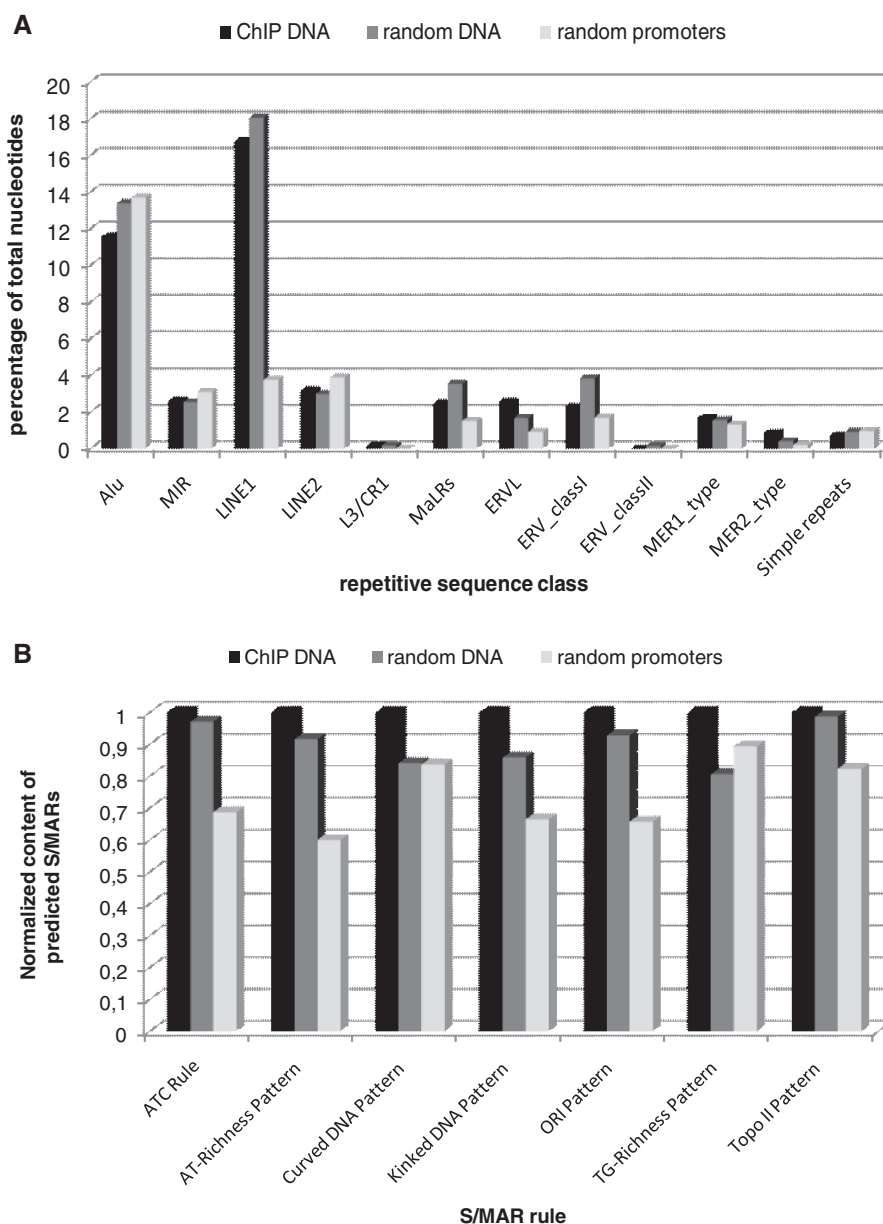 A
ChIP DNA random DNA random promoters
percentage of total nucleotides
20
18
16
14
12
10
8
6
4
2
0
Alu
MIR
LINE1
LINE2
L3/CR1
MaLRs
ERVL
ERV_classI
ERV_classII
MER1_type
MER2_type
Simple repeats
repetitive sequence class
B
ChIP DNA random DNA random promoters
Normalized content of
predicted S/MARs
1
0,9
0,8
0,7
0,6
0,5
0,4
0,3
0,2
0,1
0
ATC Rule
AT-Richness Pattern
Curved DNA Pattern
Kinked DNA Pattern
ORI Pattern
TG-Richness Pattern
Topo II Pattern
S/MAR rule